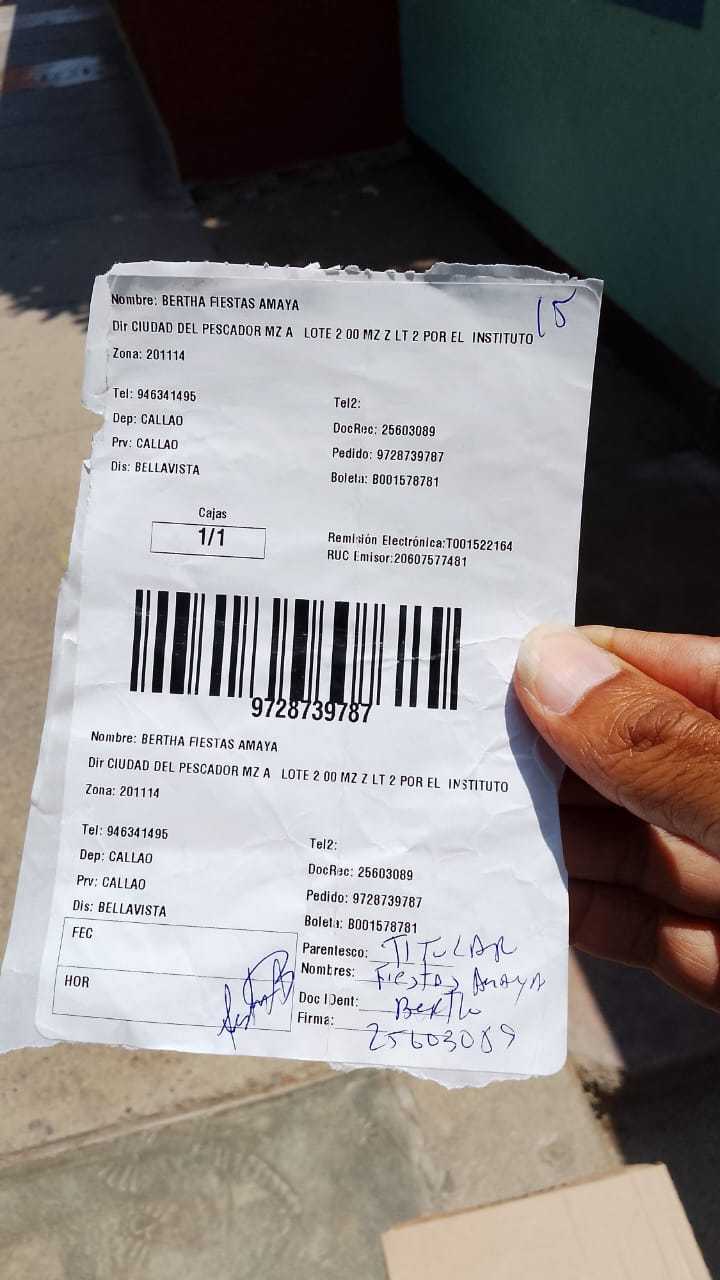 15
Nombre: BERTHA FIESTAS AMAYA
Dir CIUDAD DEL PESCADOR MZ A LOTE 2 00 MZ Z LT 2 POR EL INSTITUTO
Zona: 201114
Tel: 946341495
Tel2:
Dep: CALLAO
DocRec: 25603089
Prv: CALLAO
Pedido: 9728739787
Dis: BELLAVISTA
Boleta: B001578781
Cajas
1/1
Remisión Electrónica:T001522164
RUC Emisor:20607577481
9728739787
Nombre: BERTHA FIESTAS AMAYA
Dir CIUDAD DEL PESCADOR MZ A LOTE 2 00 MZ Z LT 2 POR EL INSTITUTO
Zona: 201114
Tel: 946341495
Tel2:
Dep: CALLAO
DocRec: 25603089
Prv: CALLAO
Pedido: 9728739787
Dis: BELLAVISTA
Boleta: B001578781
FEC
Parentesco: TITULAR
Nombres: Fiestas Amaya
HOR
Doc IDent: Bertha
Firma: 25603089